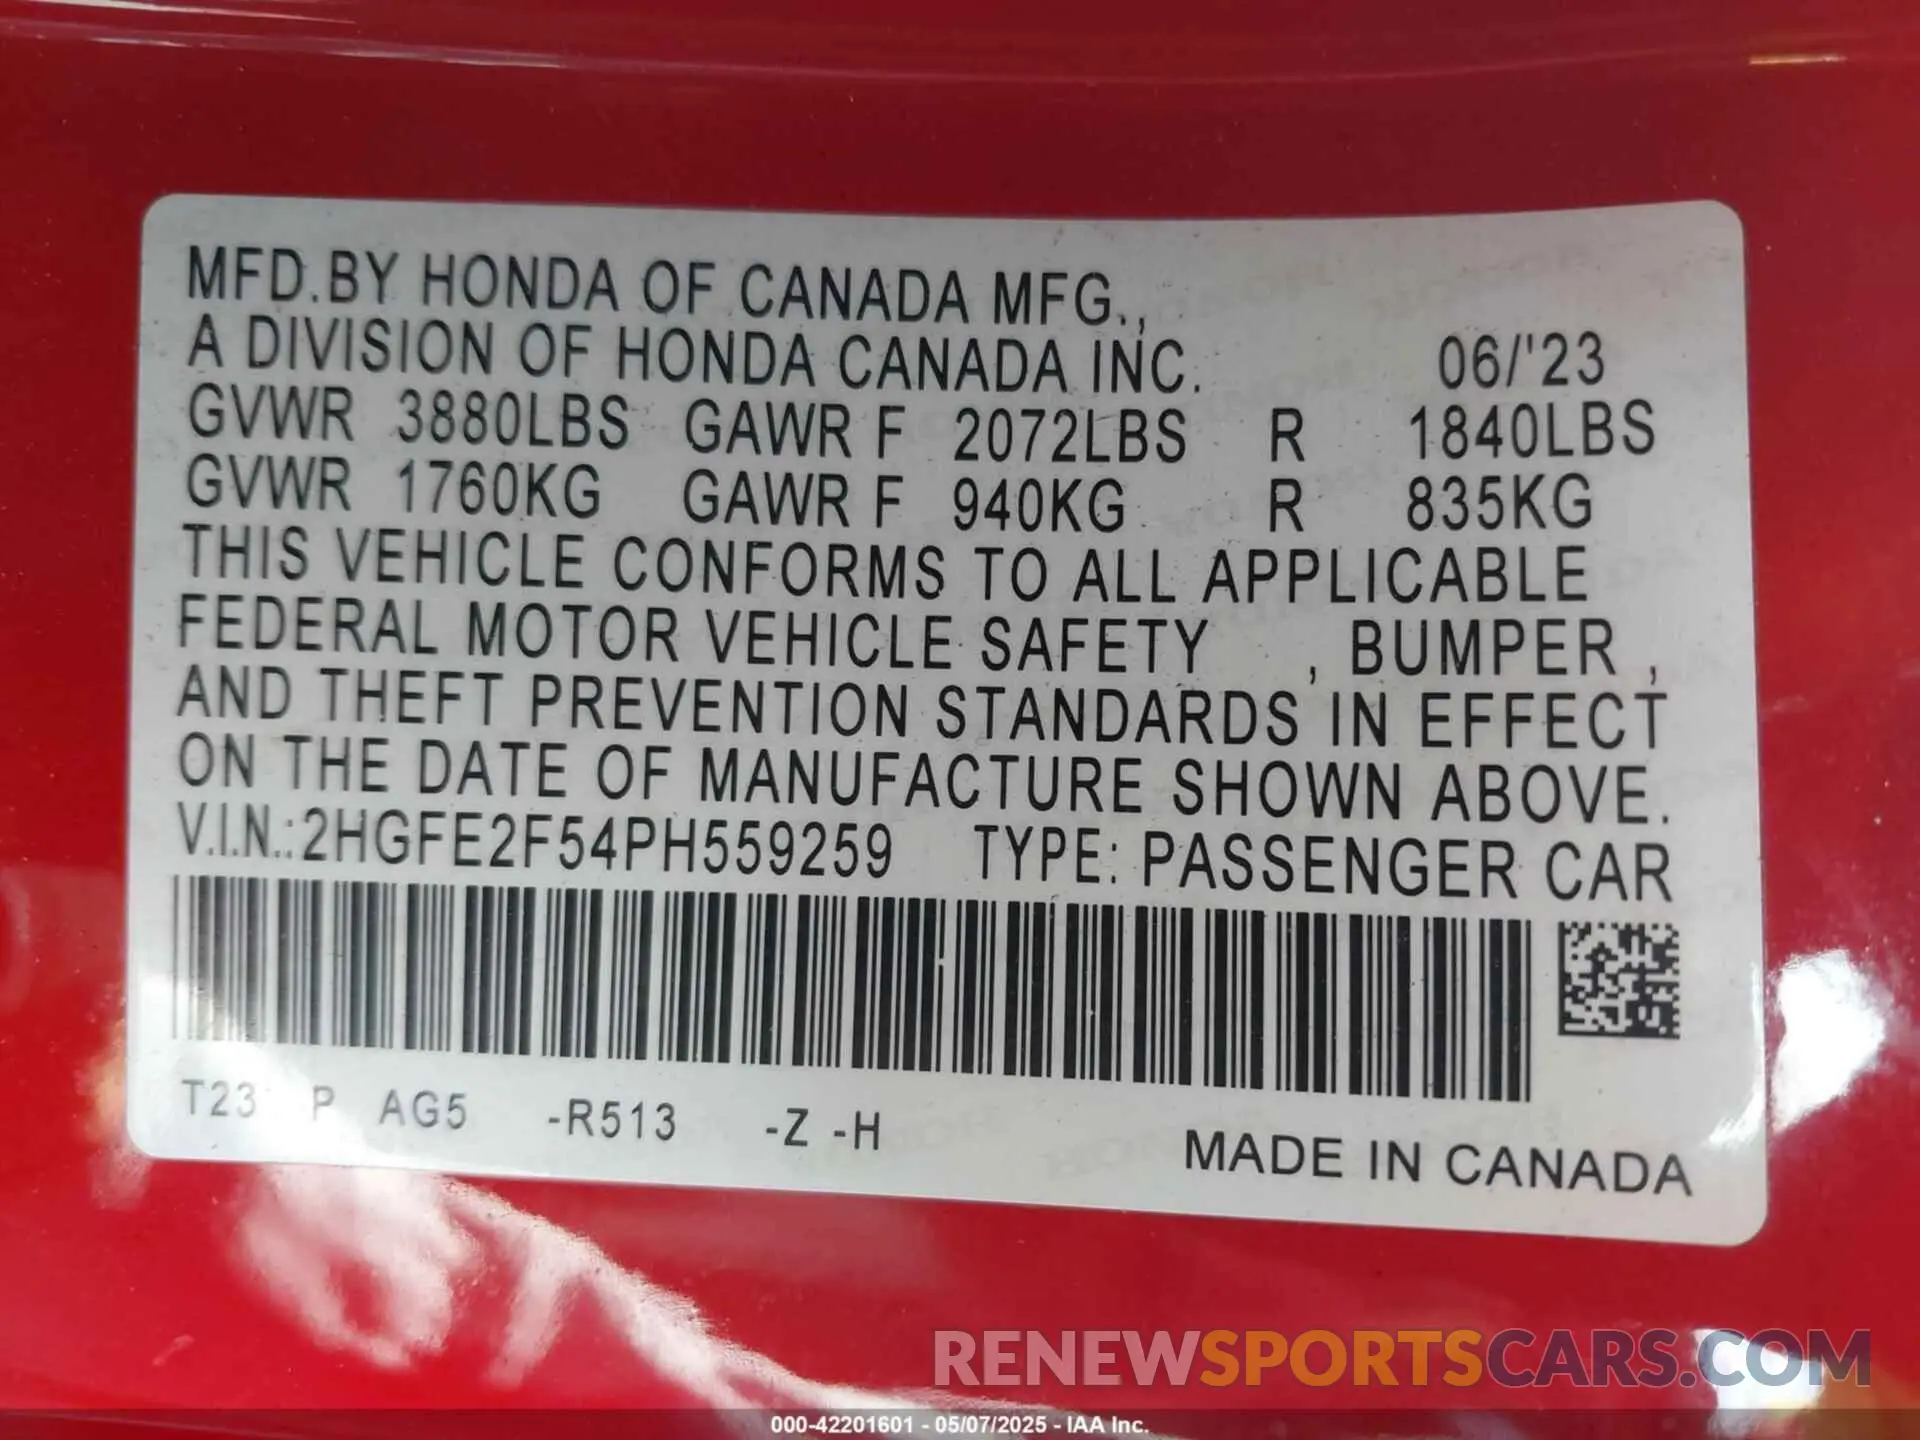 MFD.BY HONDA OF CANADA MFG.,
A DIVISION OF HONDA CANADA INC. 06/'23
GVWR 3880LBS GAWR F 2072LBS R 1840LBS
GVWR 1760KG GAWR F 940KG R 835KG
THIS VEHICLE CONFORMS TO ALL APPLICABLE
FEDERAL MOTOR VEHICLE SAFETY , BUMPER ,
AND THEFT PREVENTION STANDARDS IN EFFECT
ON THE DATE OF MANUFACTURE SHOWN ABOVE.
V.I.N.:2HGFE2F54PH559259 TYPE: PASSENGER CAR
T23 P AG5 -R513 -Z -H
MADE IN CANADA
RENEWSPORTSCARS.COM
000-42201601 - 05/07/2025 - IAA Inc.